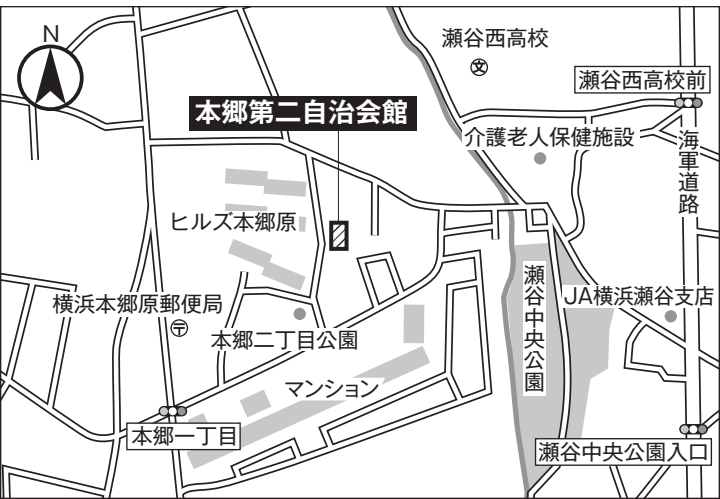 N
瀬谷西高校
文
瀬谷西高校前
本郷第二自治会館
介護老人保健施設
海軍道路
ヒルズ本郷原
横浜本郷原郵便局
〒
本郷二丁目公園
瀬谷中央公園
JA横浜瀬谷支店
マンション
本郷一丁目
瀬谷中央公園入口